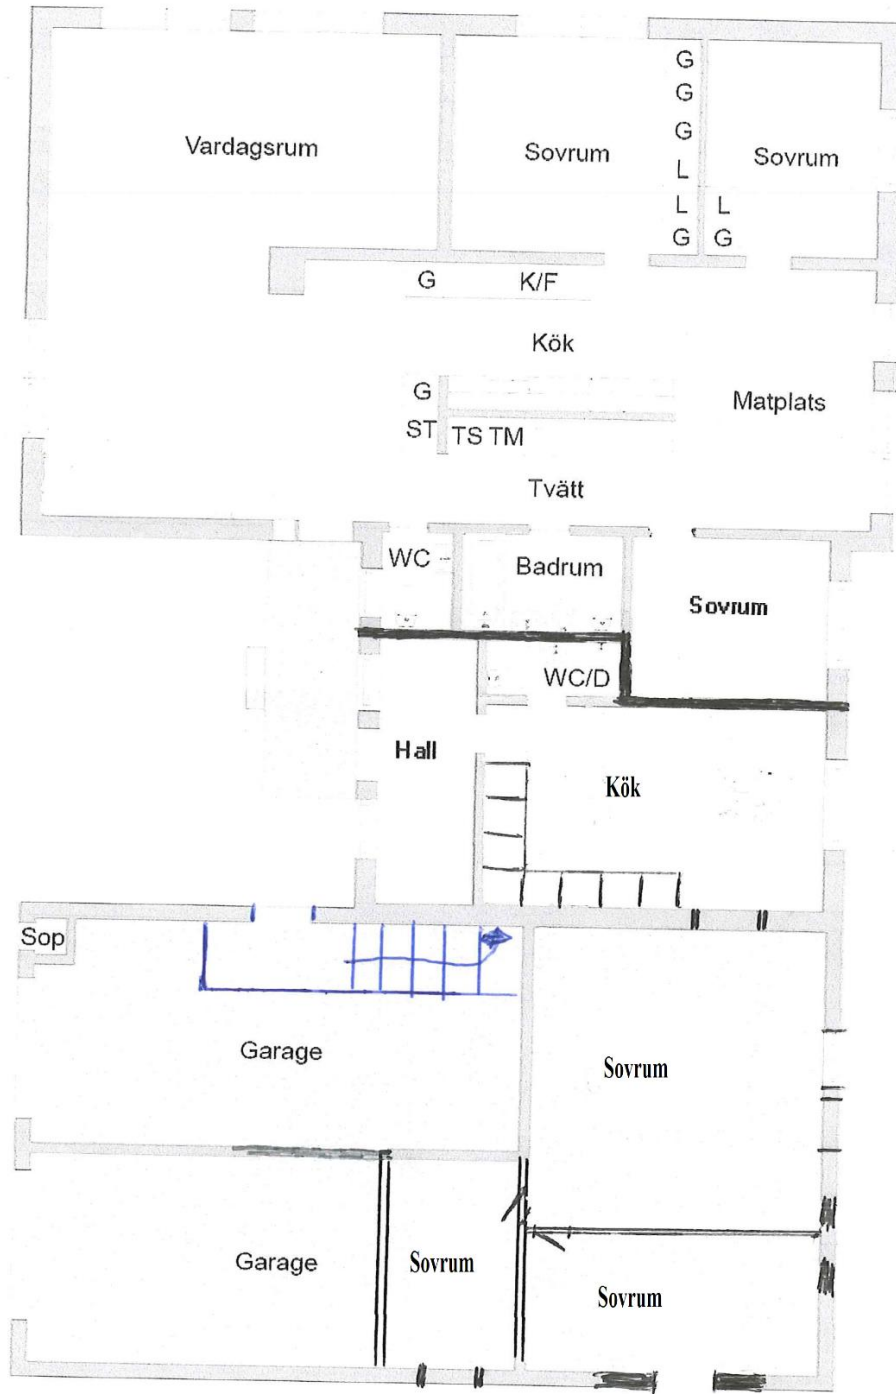 Vardagsrum
Sovrum
Sovrum
G
G
G
L
L
G
L
G
G
K/F
Kök
G
ST
TS TM
Matplats
Tvätt
WC
Badrum
Sovrum
WC/D
Hall
Kök
Sop
Garage
Sovrum
Garage
Sovrum
Sovrum